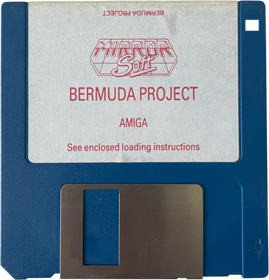 BERMUDA PROJECT
MIRROR
Soft
BERMUDA PROJECT
AMIGA
See enclosed loading instructions